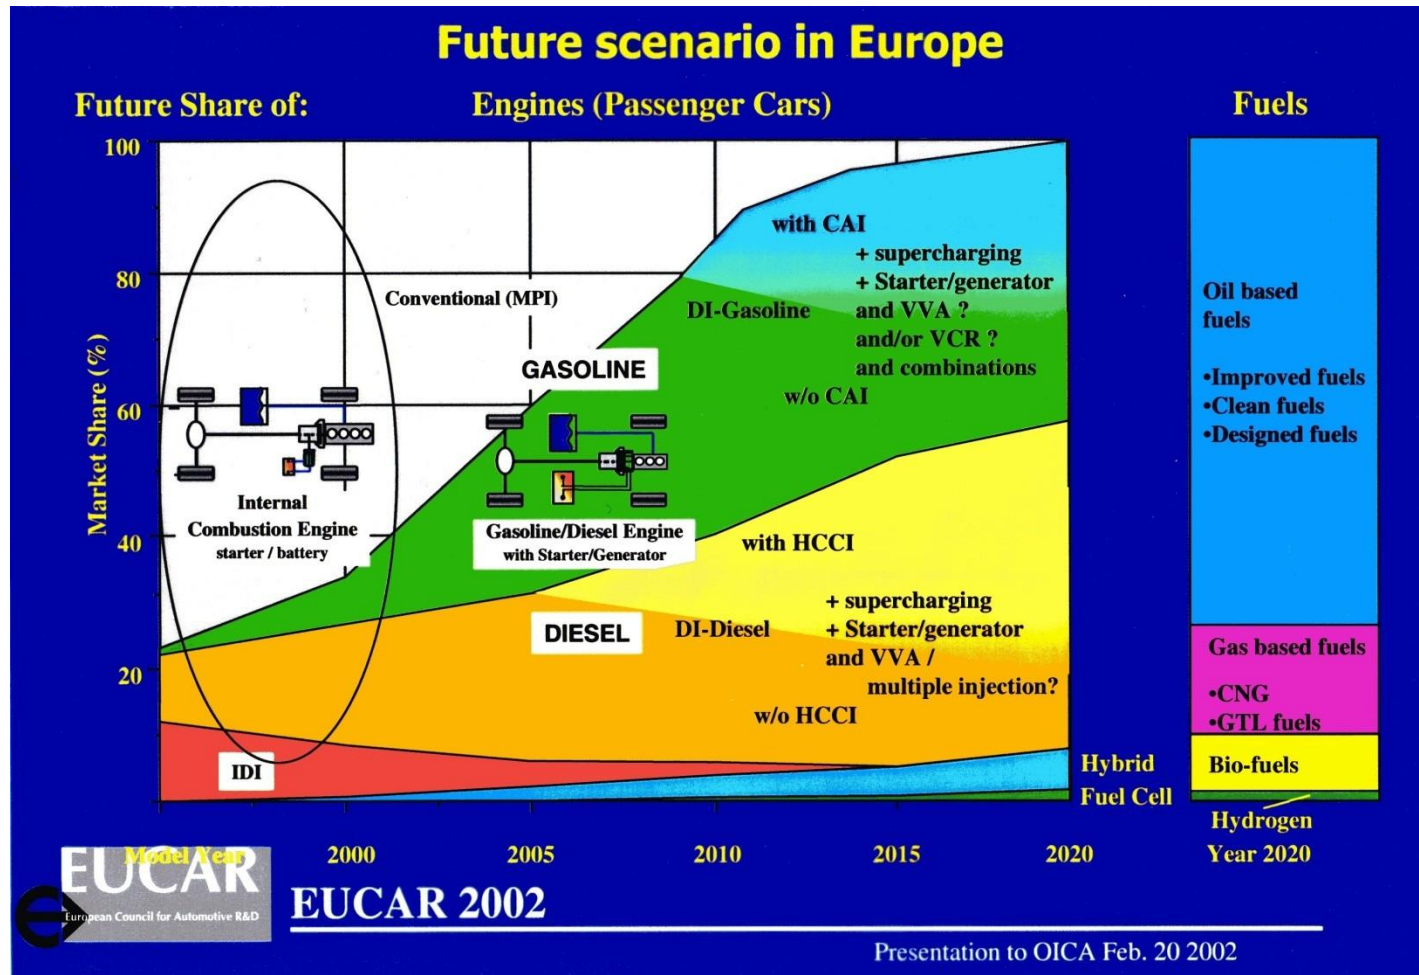 Future scenario in Europe
Future Share of:
Engines (Passenger Cars)
Fuels
Market Share (%)
100
80
60
40
20
Conventional (MPI)
GASOLINE
with CAI
+ supercharging
+ Starter/generator
and VVA ?
and/or VCR ?
and combinations
DI-Gasoline
w/o CAI
Internal
Combustion Engine
starter / battery
Gasoline/Diesel Engine
with Starter/Generator
with HCCI
DIESEL
DI-Diesel
+ supercharging
+ Starter/generator
and VVA /
multiple injection?
w/o HCCI
IDI
Hybrid
Fuel Cell
Oil based
fuels
•Improved fuels
•Clean fuels
•Designed fuels
Gas based fuels
•CNG
•GTL fuels
Bio-fuels
Hydrogen
Model Year
2000
2005
2010
2015
2020
Year 2020
EUCAR
European Council for Automotive R&D
EUCAR 2002
Presentation to OICA Feb. 20 2002